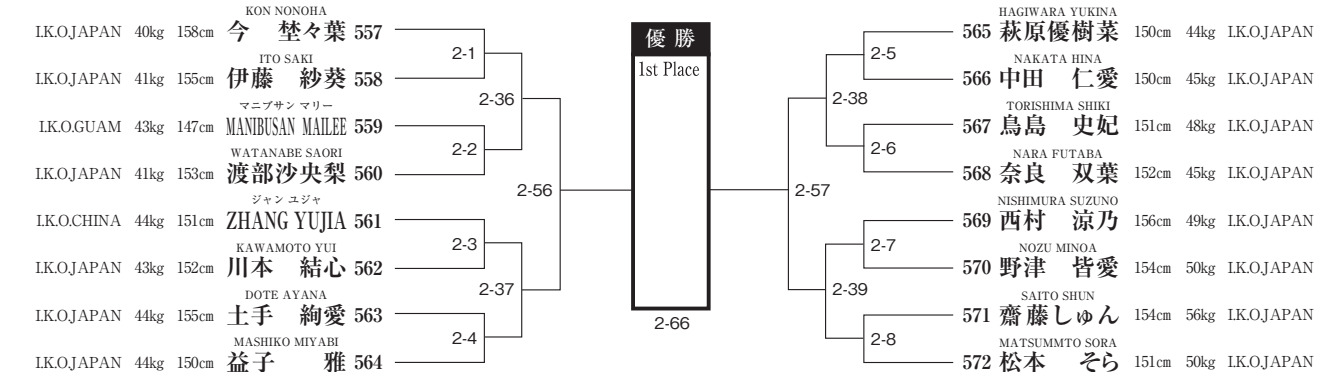 KON NONOHA
I.K.O.JAPAN 40kg 158cm 今 埜々葉 557
ITO SAKI
I.K.O.JAPAN 41kg 155cm 伊藤 紗葵 558
マニブサン マリー
I.K.O.GUAM 43kg 147cm MANIBUSAN MAILEE 559
WATANABE SAORI
I.K.O.JAPAN 41kg 153cm 渡部沙央梨 560
ジャン ユジャ
I.K.O.CHINA 44kg 151cm ZHANG YUJIA 561
KAWAMOTO YUI
I.K.O.JAPAN 43kg 152cm 川本 結心 562
DOTE AYANA
I.K.O.JAPAN 44kg 155cm 土手 絢愛 563
MASHIKO MIYABI
I.K.O.JAPAN 44kg 150cm 益子 雅 564
2-1
2-2
2-3
2-4
2-36
2-37
2-56
優勝
1st Place
2-66
2-57
2-38
2-39
2-5
2-6
2-7
2-8
HAGIWARA YUKINA
565 萩原優樹菜 150cm 44kg I.K.O.JAPAN
NAKATA HINA
566 中田 仁愛 150cm 45kg I.K.O.JAPAN
TORISHIMA SHIKI
567 鳥島 史妃 151cm 48kg I.K.O.JAPAN
NARA FUTABA
568 奈良 双葉 152cm 45kg I.K.O.JAPAN
NISHIMURA SUZUNO
569 西村 涼乃 156cm 49kg I.K.O.JAPAN
NOZU MINOA
570 野津 皆愛 154cm 50kg I.K.O.JAPAN
SAITO SHUN
571 齋藤しゅん 154cm 56kg I.K.O.JAPAN
MATSUMMTO SORA
572 松本 そら 151cm 50kg I.K.O.JAPAN